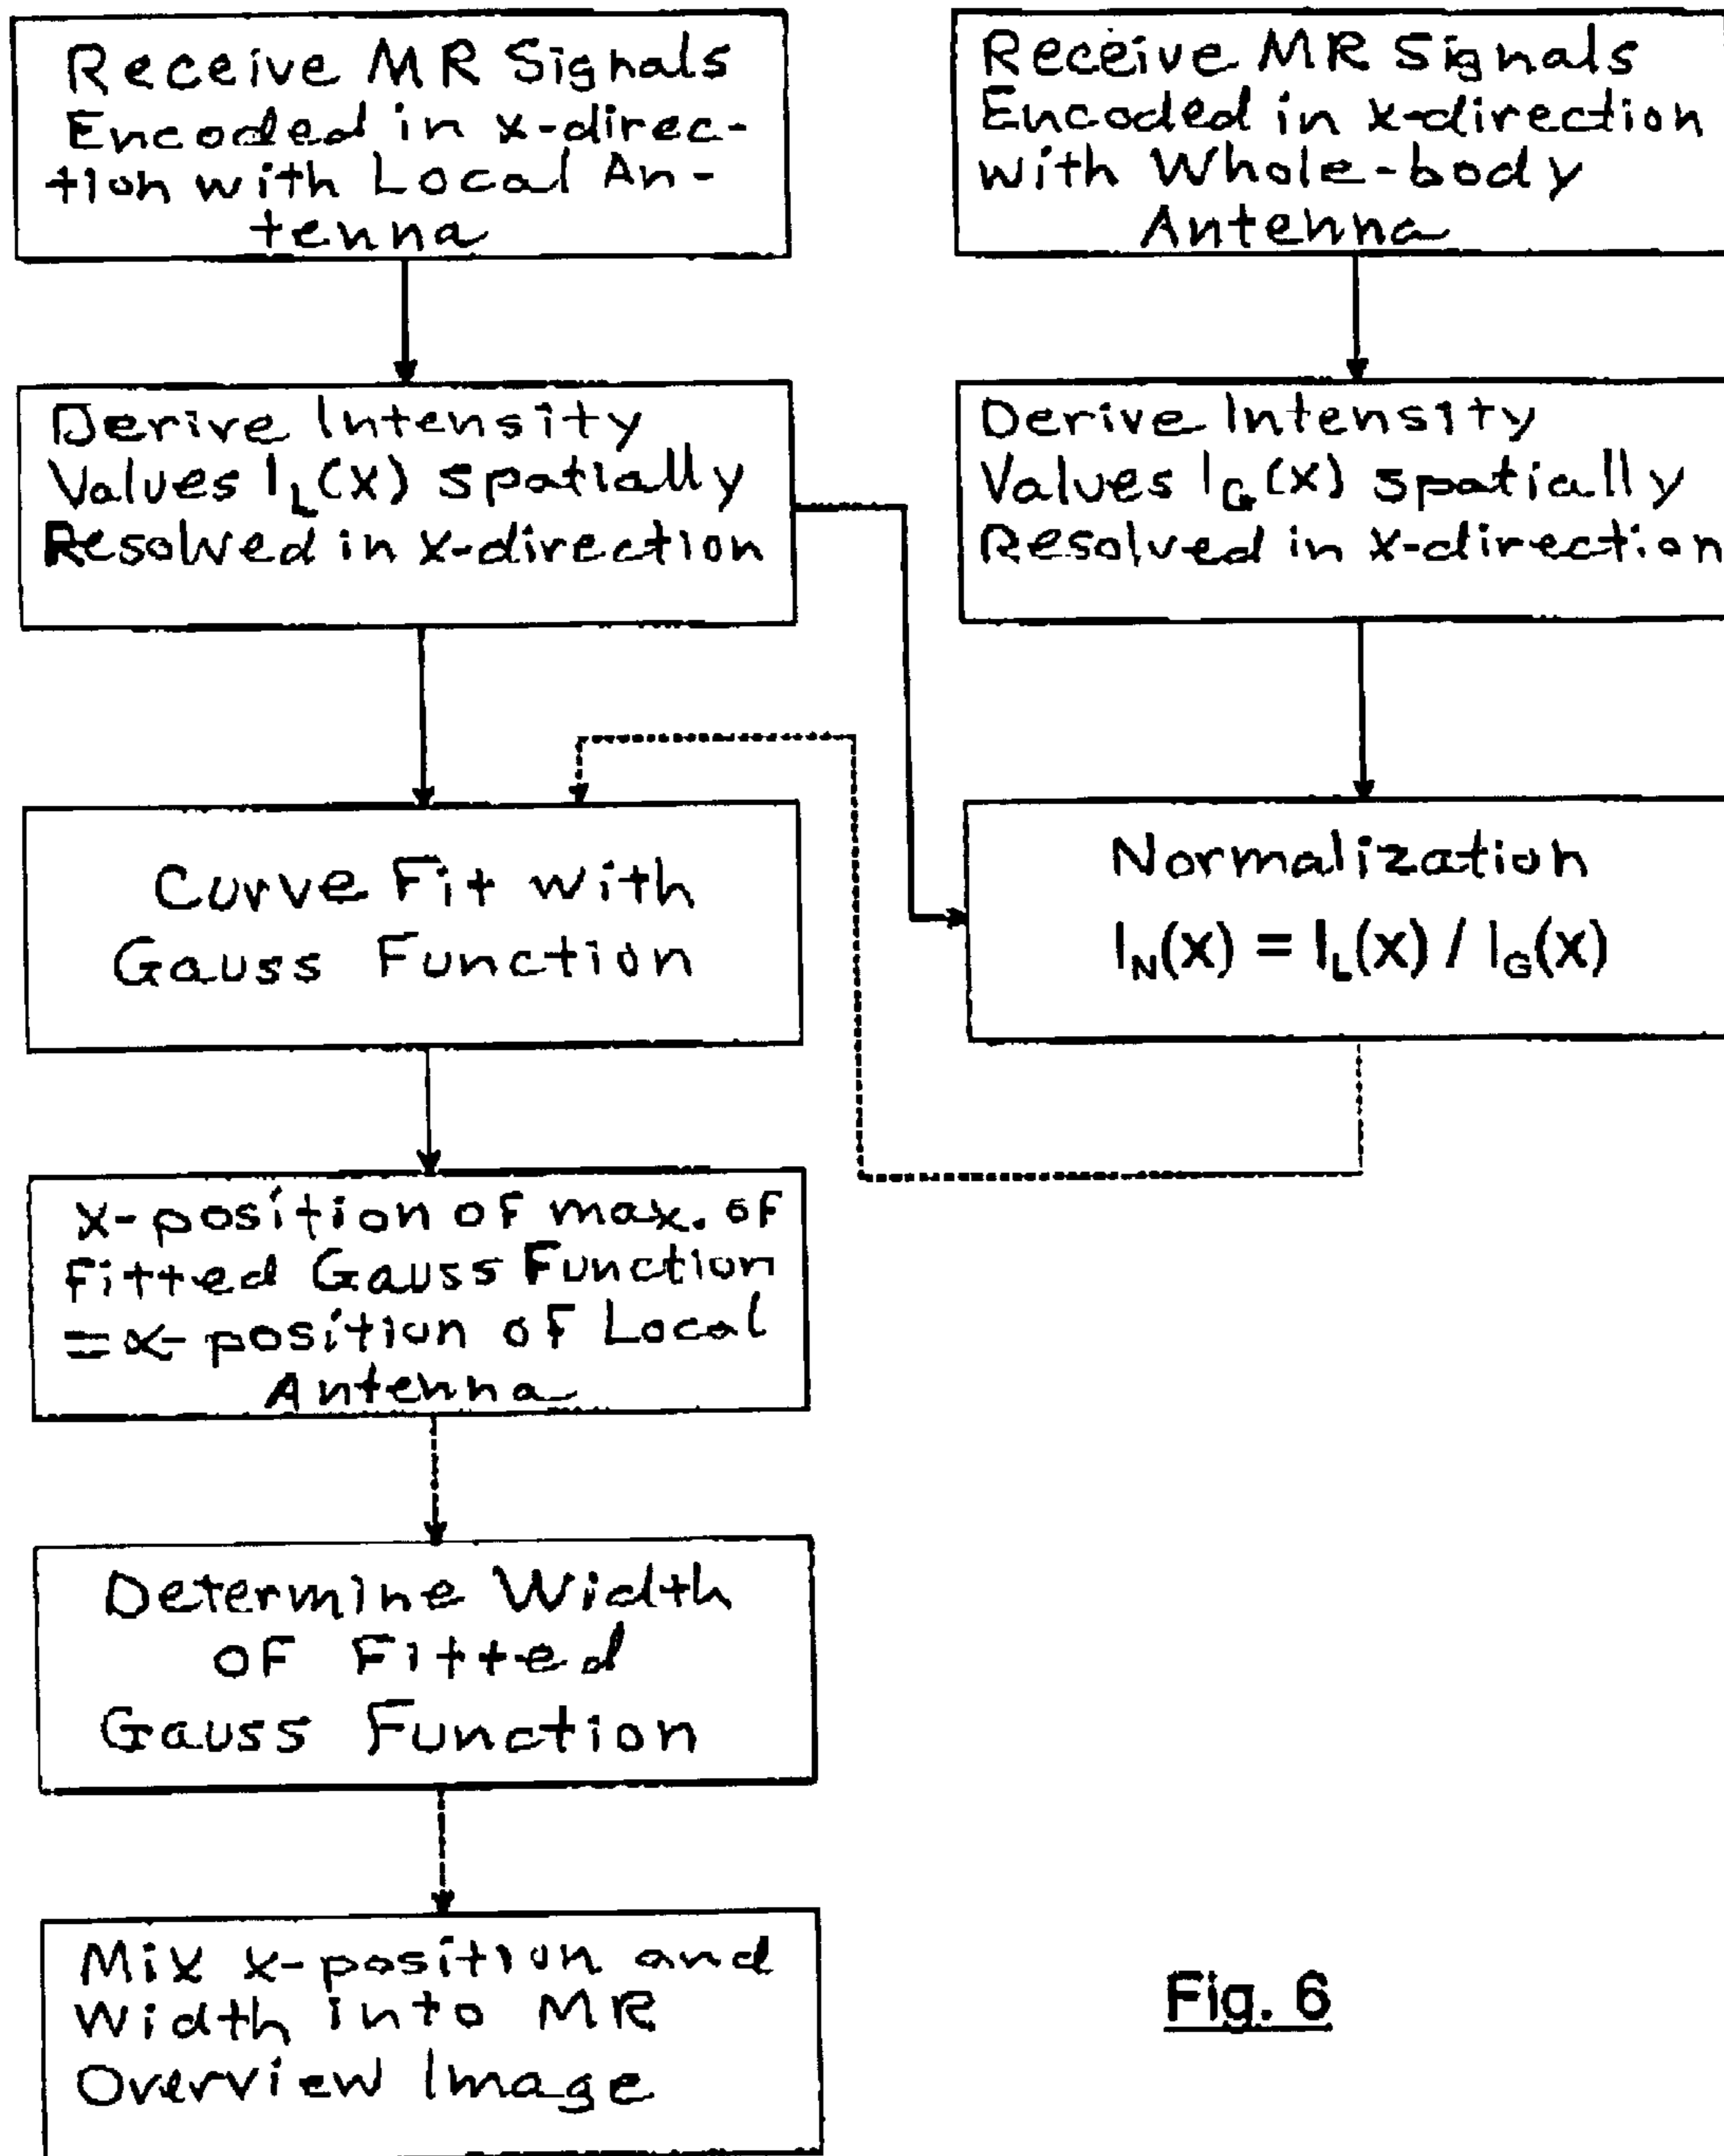 Receive MR Signals
Encoded in x-direc-
tion with Local An-
tenna
Derive Intensity
Values I_L(x) spatially
Resolved in x-direction
Curve Fit with
Gauss Function
x-position of max. of
Fitted Gauss Function
= x-position of Local
Antenna
Determine Width
of Fitted
Gauss Function
Mix x-position and
Width into MR
Overview Image
Receive MR Signals
Encoded in x-direction
with Whole-body
Antenna
Derive Intensity
Values I_G(x) spatially
Resolved in x-direction
Normalization
I_N(x) = I_L(x) / I_G(x)
Fig. 6